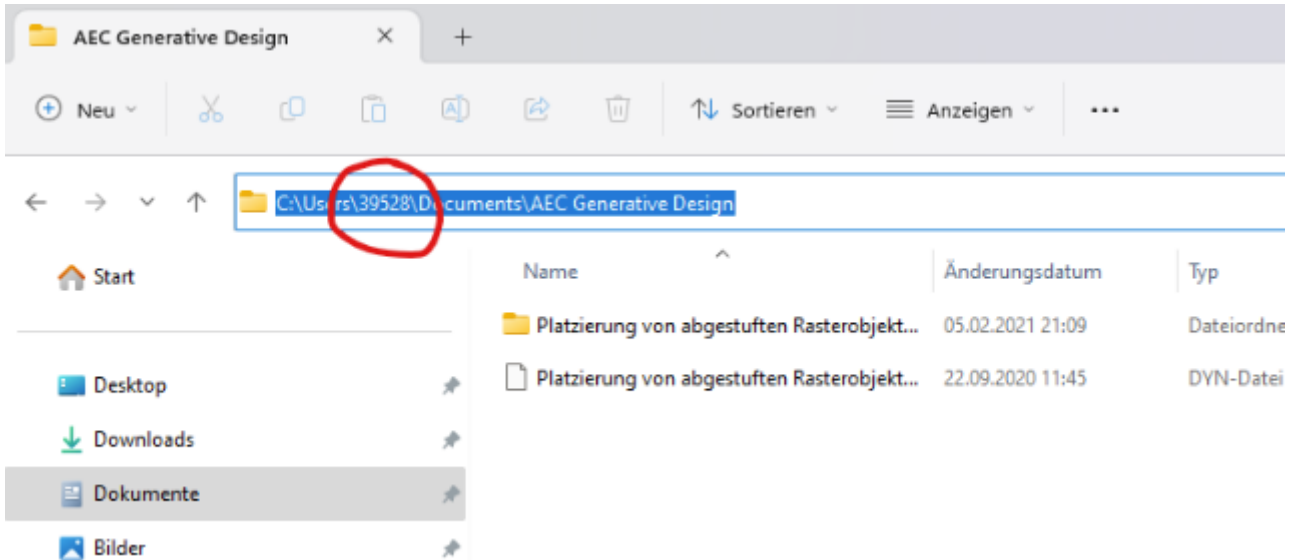 AEC Generative Design
Neu
Sortieren
Anzeigen
C:\Users\39528\Documents\AEC Generative Design
Start
Name
Änderungsdatum
Typ
Platzierung von abgestuften Rasterobjekt... 05.02.2021 21:09 Dateiordne
Platzierung von abgestuften Rasterobjekt... 22.09.2020 11:45 DYN-Datei
Desktop
Downloads
Dokumente
Bilder